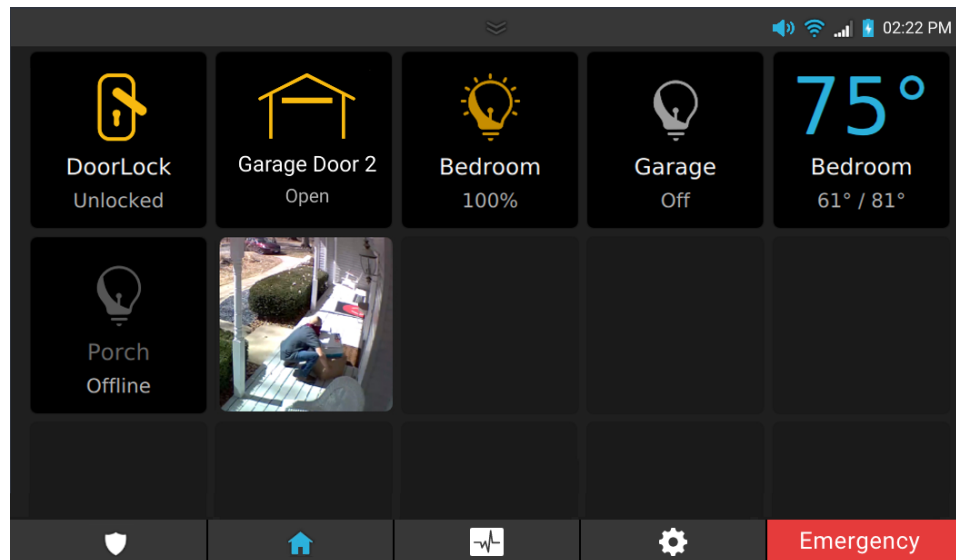 02:22 PM
DoorLock
Unlocked
Garage Door 2
Open
Bedroom
100%
Garage
Off
75°
Bedroom
61° / 81°
Porch
Offline
Emergency